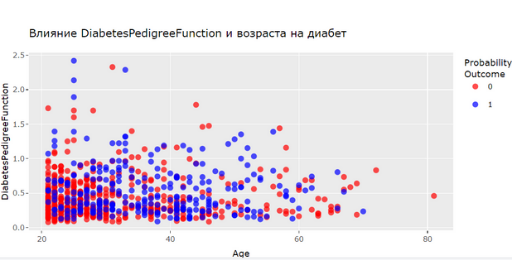 Влияние DiabetesPedigreeFunction и возраста на диабет
Probability
Outcome
0
1
DiabetesPedigreeFunction
2.5
2.0
1.5
1.0
0.5
0.0
20
40
60
80
Age